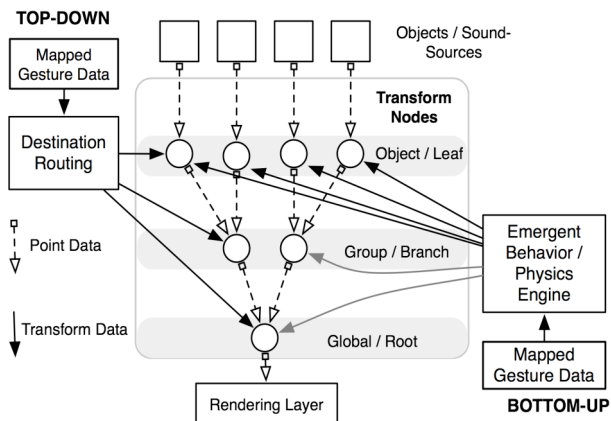 TOP-DOWN
Mapped
Gesture Data
Destination
Routing
Point Data
Transform Data
Objects / Sound-
Sources
Transform
Nodes
Object / Leaf
Group / Branch
Global / Root
Rendering Layer
Emergent
Behavior /
Physics
Engine
Mapped
Gesture Data
BOTTOM-UP